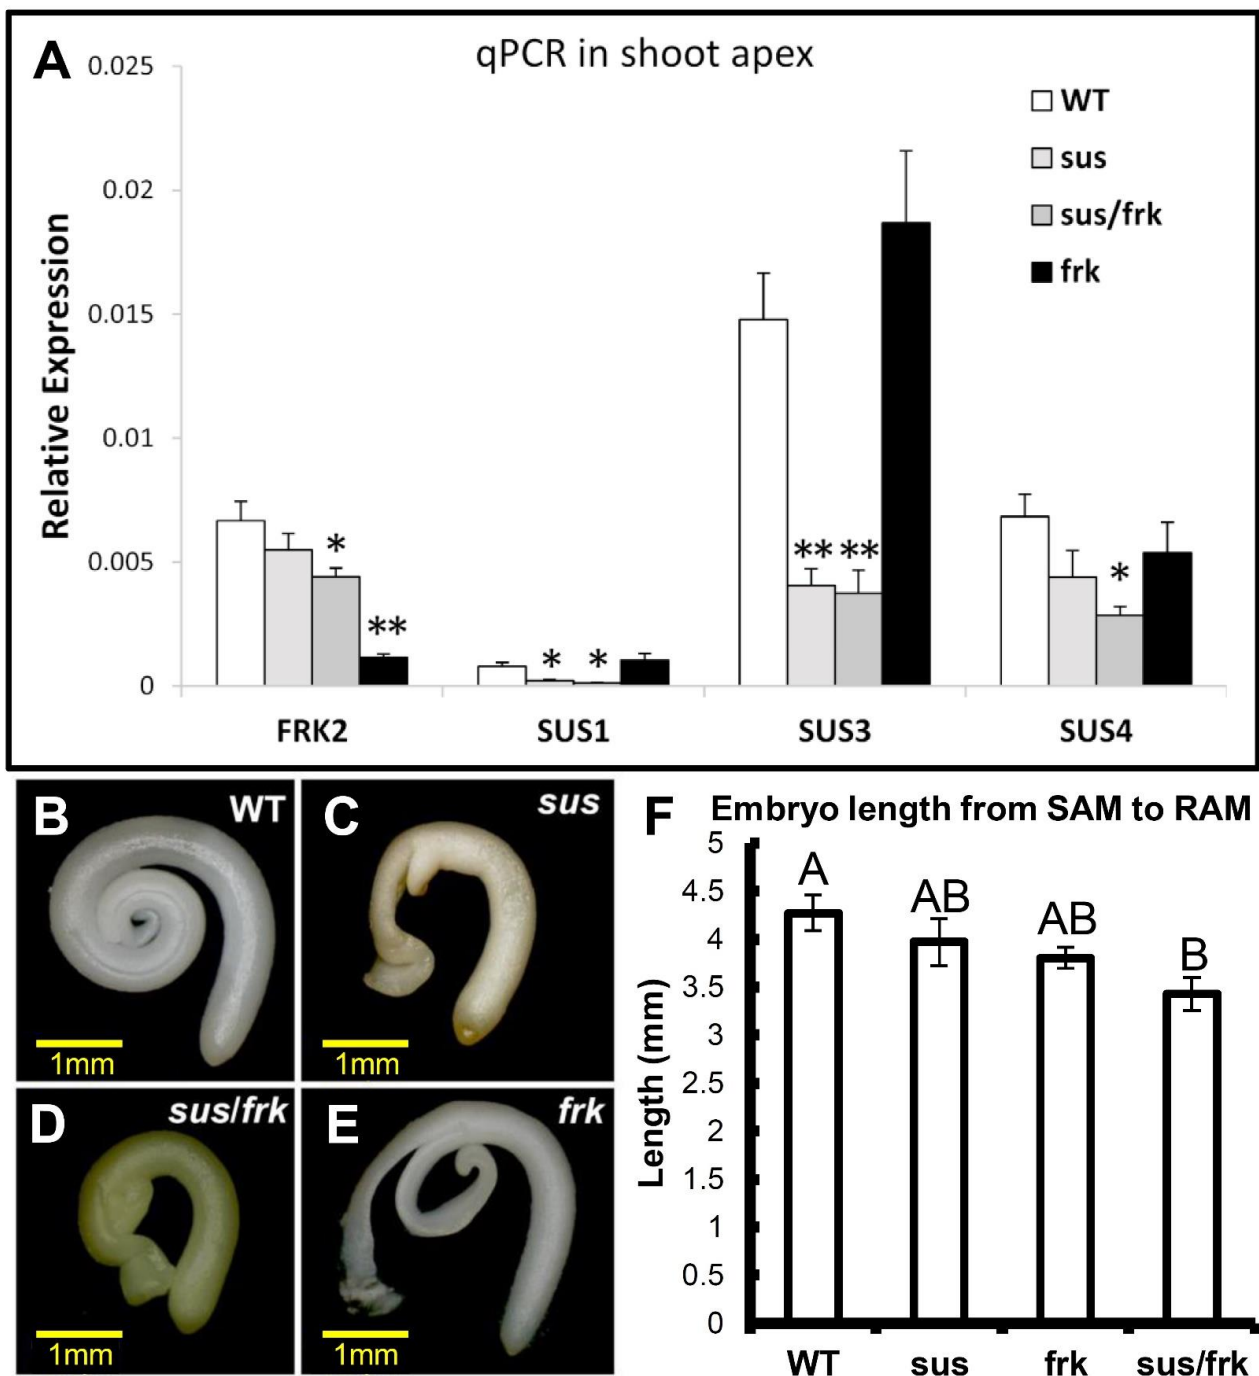 A
qPCR in shoot apex
0.025
0.02
0.015
0.01
0.005
0
Relative Expression
WT
sus
sus/frk
frk
*
**
*
*
**
**
*
FRK2
SUS1
SUS3
SUS4
B
WT
1mm
C
sus
1mm
D
sus/frk
1mm
E
frk
1mm
F
Embryo length from SAM to RAM
5
4.5
4
3.5
3
2.5
2
1.5
1
0.5
0
Length (mm)
A
AB
AB
B
WT
sus
frk
sus/frk